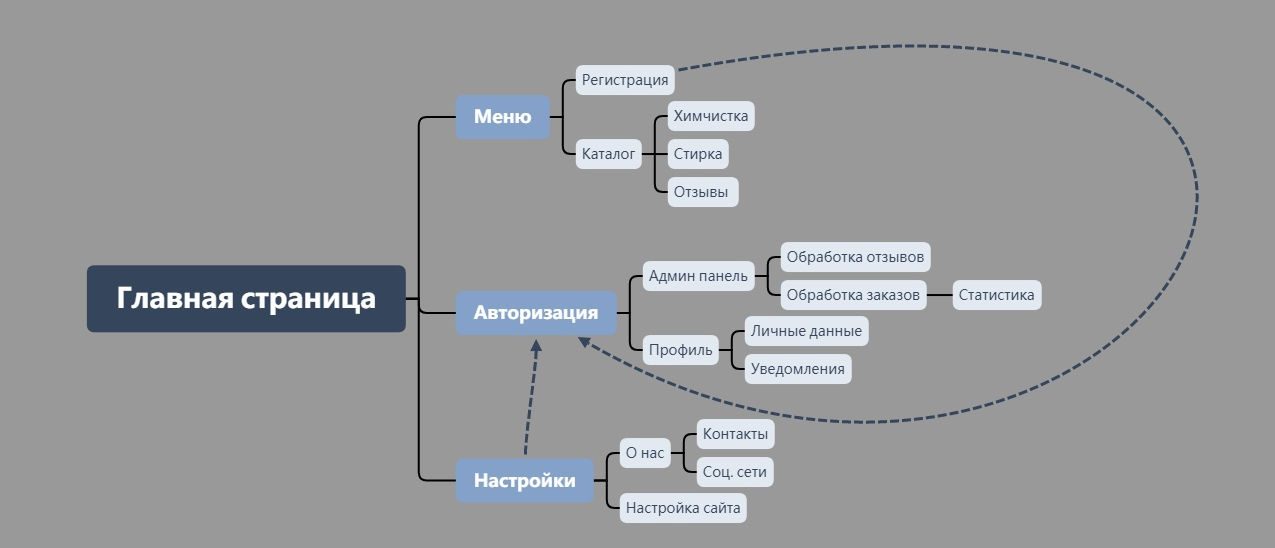 Главная страница
Меню
Регистрация
Каталог
Химчистка
Стирка
Отзывы
Авторизация
Админ панель
Обработка отзывов
Обработка заказов
Статистика
Профиль
Личные данные
Уведомления
Настройки
О нас
Контакты
Соц. сети
Настройка сайта